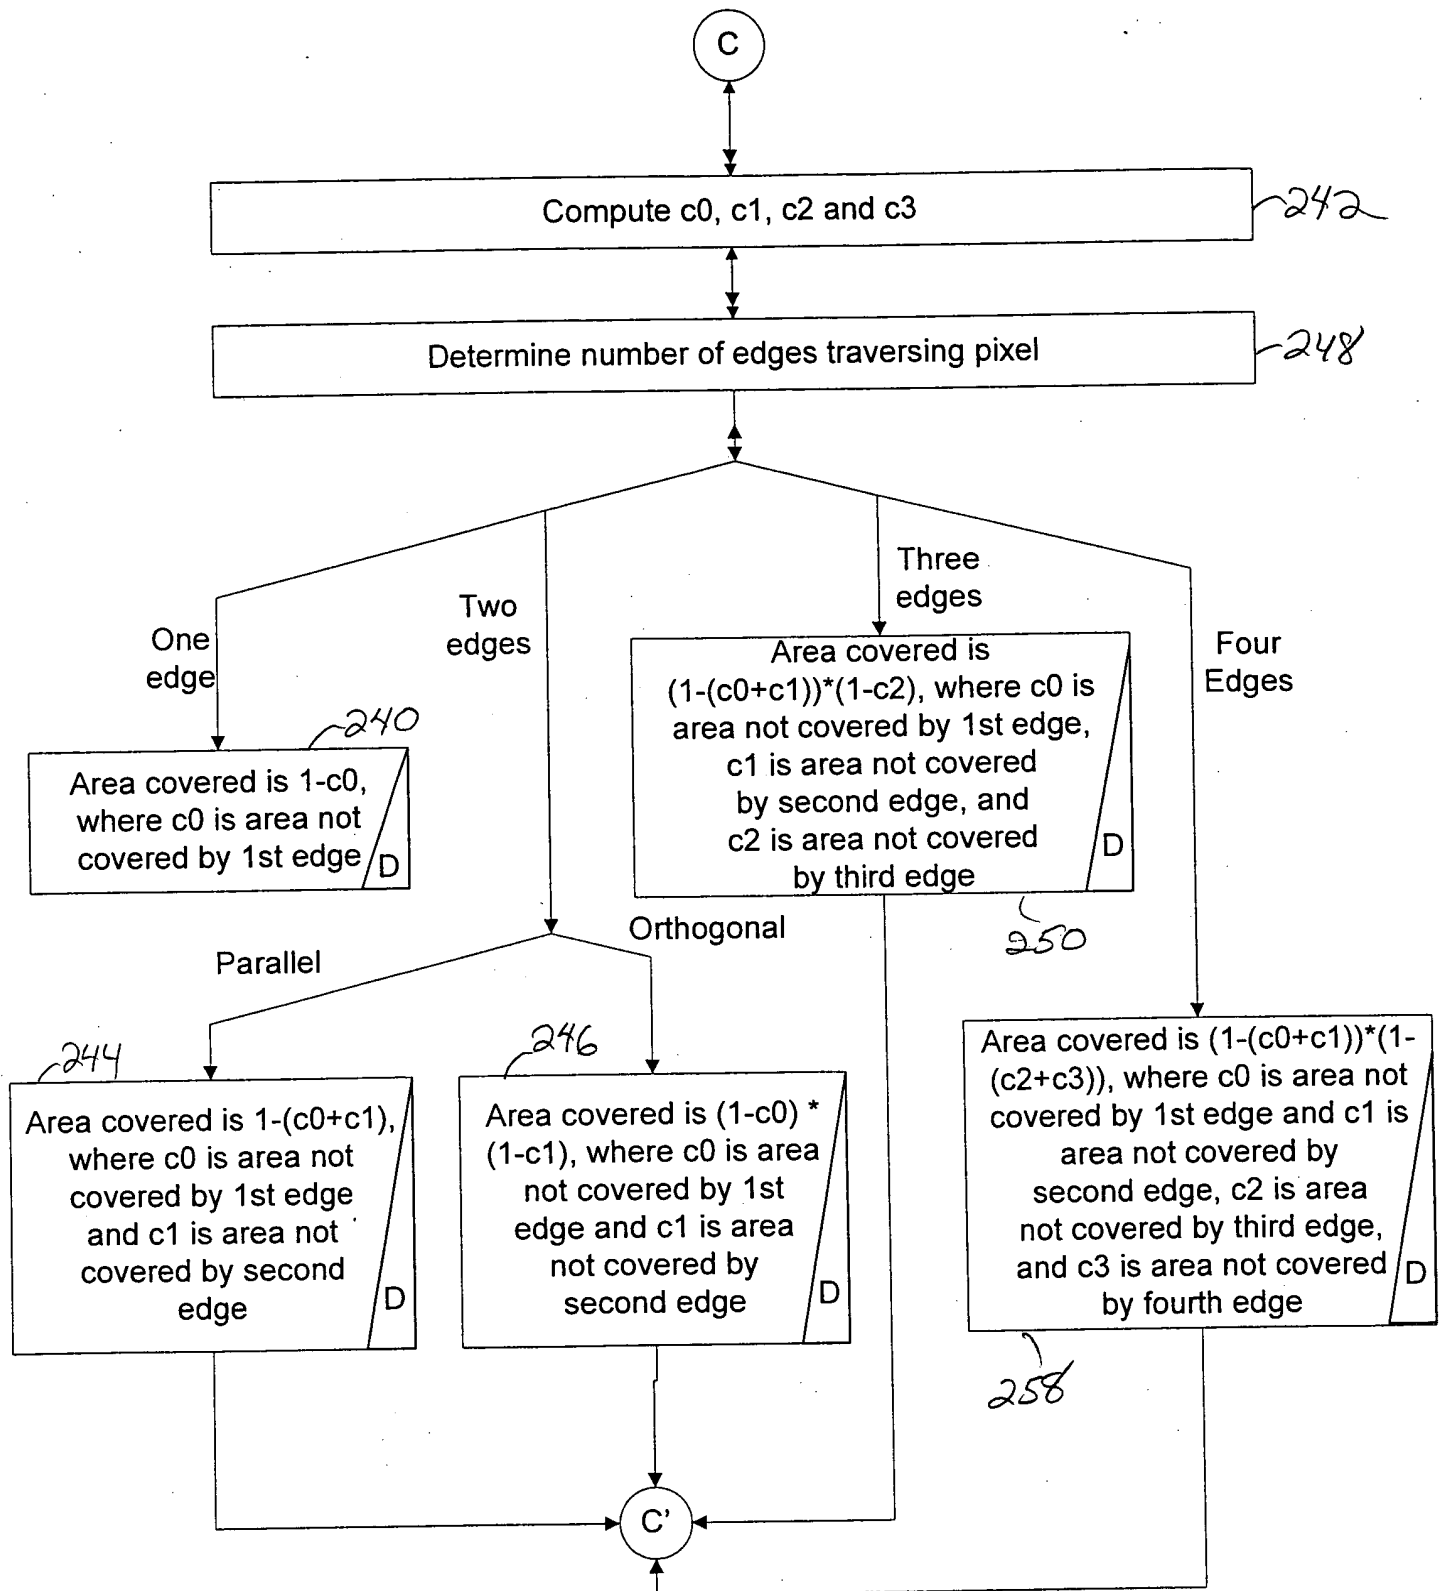 C
Compute c0, c1, c2 and c3
242
Determine number of edges traversing pixel
248
One
edge
Two
edges
Three
edges
Four
Edges
240
Area covered is 1-c0,
where c0 is area not
covered by 1st edge
D
Area covered is
(1-(c0+c1))*(1-c2), where c0 is
area not covered by 1st edge,
c1 is area not covered
by second edge, and
c2 is area not covered
by third edge
D
250
Parallel
Orthogonal
244
Area covered is 1-(c0+c1),
where c0 is area not
covered by 1st edge
and c1 is area not
covered by second
edge
D
246
Area covered is (1-c0) *
(1-c1), where c0 is area
not covered by 1st
edge and c1 is area
not covered by
second edge
D
Area covered is (1-(c0+c1))*(1-
(c2+c3)), where c0 is area not
covered by 1st edge and c1 is
area not covered by
second edge, c2 is area
not covered by third edge,
and c3 is area not covered
by fourth edge
D
258
C'